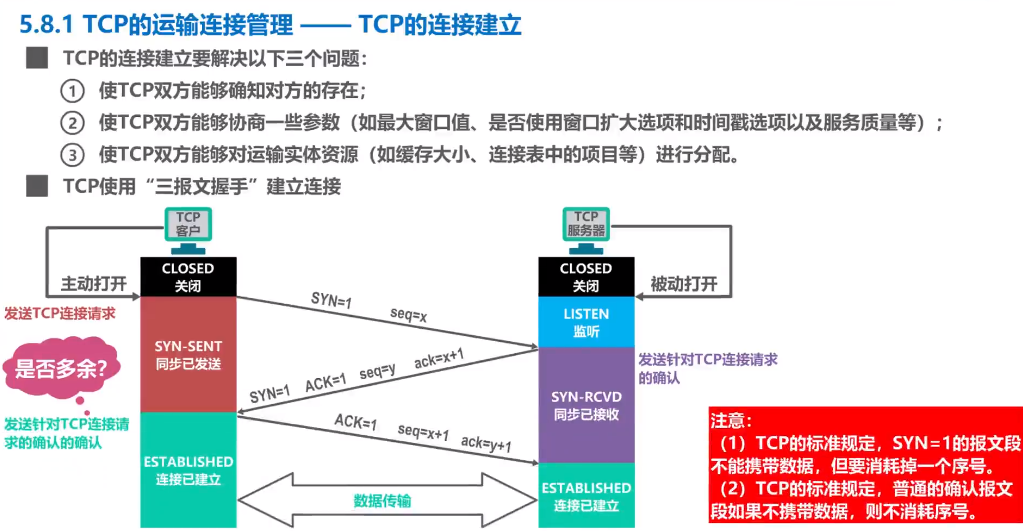 5.8.1 TCP的运输连接管理 —— TCP的连接建立
TCP的连接建立要解决以下三个问题：
① 使TCP双方能够确知对方的存在；
② 使TCP双方能够协商一些参数（如最大窗口值、是否使用窗口扩大选项和时间戳选项以及服务质量等）；
③ 使TCP双方能够对运输实体资源（如缓存大小、连接表中的项目等）进行分配。
TCP使用“三报文握手”建立连接
TCP
客户
TCP
服务器
CLOSED
关闭
CLOSED
关闭
主动打开
被动打开
发送TCP连接请求
SYN=1 seq=x
LISTEN
监听
SYN-SENT
同步已发送
是否多余？
发送针对TCP连接请求
的确认
SYN=1 ACK=1 seq=y ack=x+1
SYN-RCVD
同步已接收
发送针对TCP连接请
求的确认的确认
ACK=1 seq=x+1 ack=y+1
ESTABLISHED
连接已建立
数据传输
ESTABLISHED
连接已建立
注意：
（1）TCP的标准规定，SYN=1的报文段
不能携带数据，但要消耗掉一个序号。
（2）TCP的标准规定，普通的确认报文
段如果不携带数据，则不消耗序号。